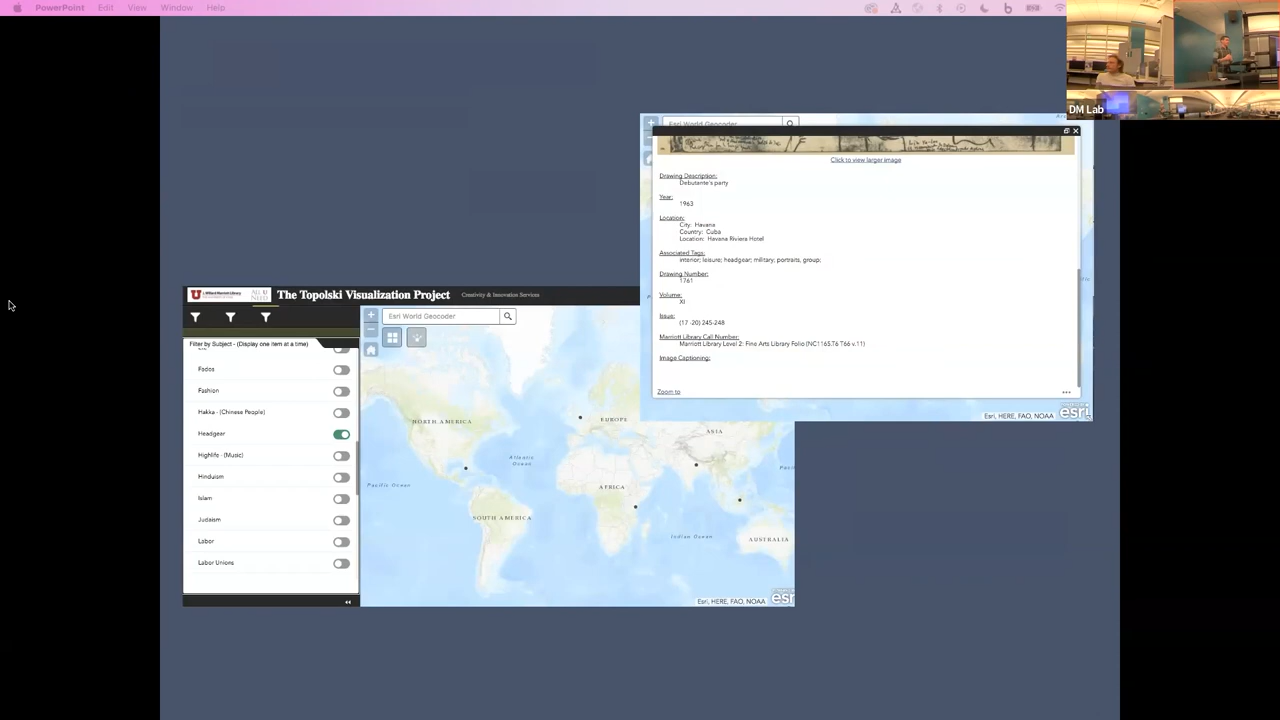 PowerPoint Edit View Window Help
DM Lab
Esri World Geocoder
Click to view larger image
Drawing Description:
Debutante's party
Year:
1963
Location:
City: Havana
Country: Cuba
Location: Havana Riviera Hotel
Associated Tags:
interior; leisure; headgear; military; portraits, group;
Drawing Number:
1761
Volume:
XI
Issue:
(17 -20) 245-248
Marriott Library Call Number:
Marriott Library Level 2: Fine Arts Library Folio (NC1165.T6 T66 v.11)
Image Captioning:
Zoom to
Esri, HERE, FAO, NOAA
esri
J. Willard Marriott Library
The Topolski Visualization Project
Creativity & Innovation Services
Esri World Geocoder
Filter by Subject - (Display one item at a time)
Fados
Fashion
Hakka - (Chinese People)
Headgear
Highlife - (Music)
Hinduism
Islam
Judaism
Labor
Labor Unions
NORTH AMERICA
EUROPE
ASIA
Atlantic
Ocean
Pacific Ocean
AFRICA
SOUTH AMERICA
Indian Ocean
AUSTRALIA
Esri, HERE, FAO, NOAA
esri